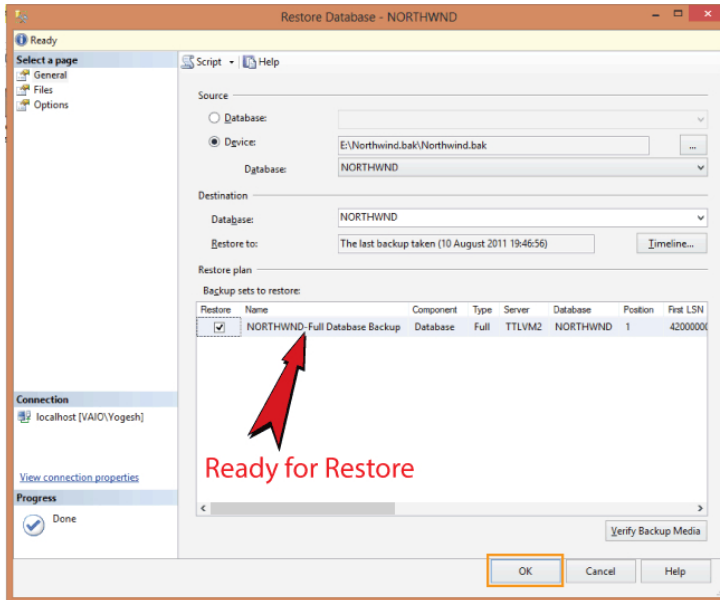 Restore Database - NORTHWND
Ready
Select a page
General
Files
Options
Script
Help
Source
Database:
Device:
E:\Northwind.bak\Northwind.bak
...
Database:
NORTHWND
Destination
Database:
NORTHWND
Restore to:
The last backup taken (10 August 2011 19:46:56)
Timeline...
Restore plan
Backup sets to restore:
Restore Name Component Type Server Database Position First LSN
NORTHWND-Full Database Backup Database Full TTLVM2 NORTHWND 1 42000000
Ready for Restore
Connection
localhost [VAIO\Yogesh]
View connection properties
Progress
Done
Verify Backup Media
OK Cancel Help